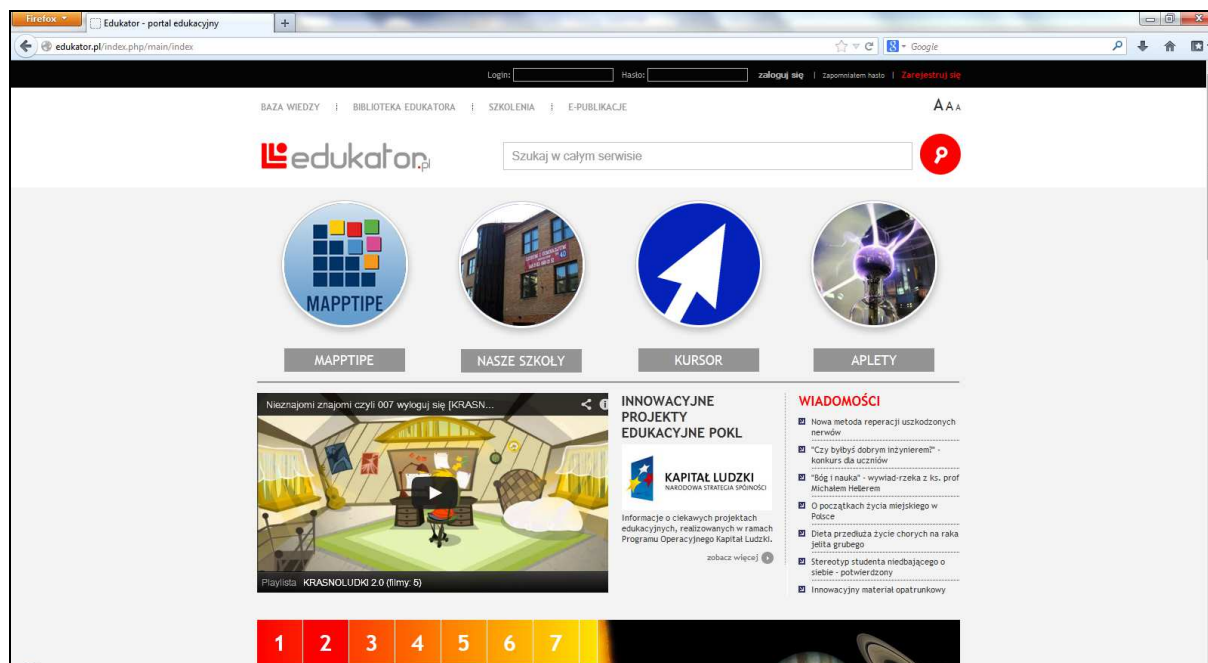 Firefox
Edukator - portal edukacyjny
edukator.pl/index.php/main/index
Google
Login: Hasło: zaloguj się | Zapomniałem hasło | Zarejestruj się
BAZA WIEDZY BIBLIOTEKA EDUKATORA SZKOLENIA E-PUBLIKACJE
A A A
edukator.pl
Szukaj w całym serwisie
MAPPTIPE
MAPPTIPE NASZE SZKOŁY KURSOR APLETY
Nieznajomi znajomi czyli 007 wyloguj się [KRASN...
Playlista KRASNOLUDKI 2.0 (filmy: 5)
INNOWACYJNE
PROJEKTY
EDUKACYJNE POKL
KAPITAŁ LUDZKI
NARODOWA STRATEGIA SPÓJNOŚCI
Informacje o ciekawych projektach
edukacyjnych, realizowanych w ramach
Programu Operacyjnego Kapitał Ludzki.
zobacz więcej
WIADOMOŚCI
Nowa metoda reperacji uszkodzonych
nerwów
"Czy byłbyś dobrym inżynierem?" -
konkurs dla uczniów
"Bóg i nauka" - wywiad-rzeka z ks. prof
Michałem Hellerem
O początkach życia miejskiego w
Polsce
Dieta przedłuża życie chorych na raka
jelita grubego
Stereotyp studenta niedbającego o
siebie - potwierdzony
Innowacyjny materiał opatrunkowy
1 2 3 4 5 6 7